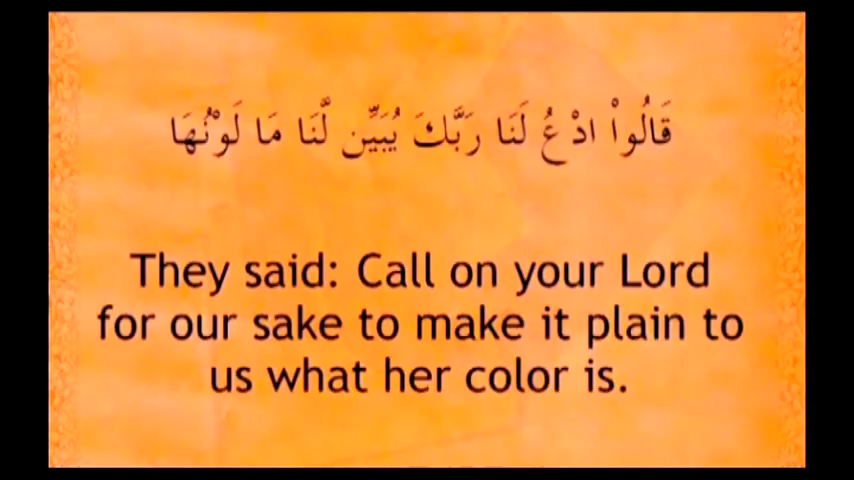 قَالُواْ ادْعُ لَنَا رَبَّكَ يُبَيِّن لَّنَا مَا لَوْنُهَا
They said: Call on your Lord
for our sake to make it plain to
us what her color is.